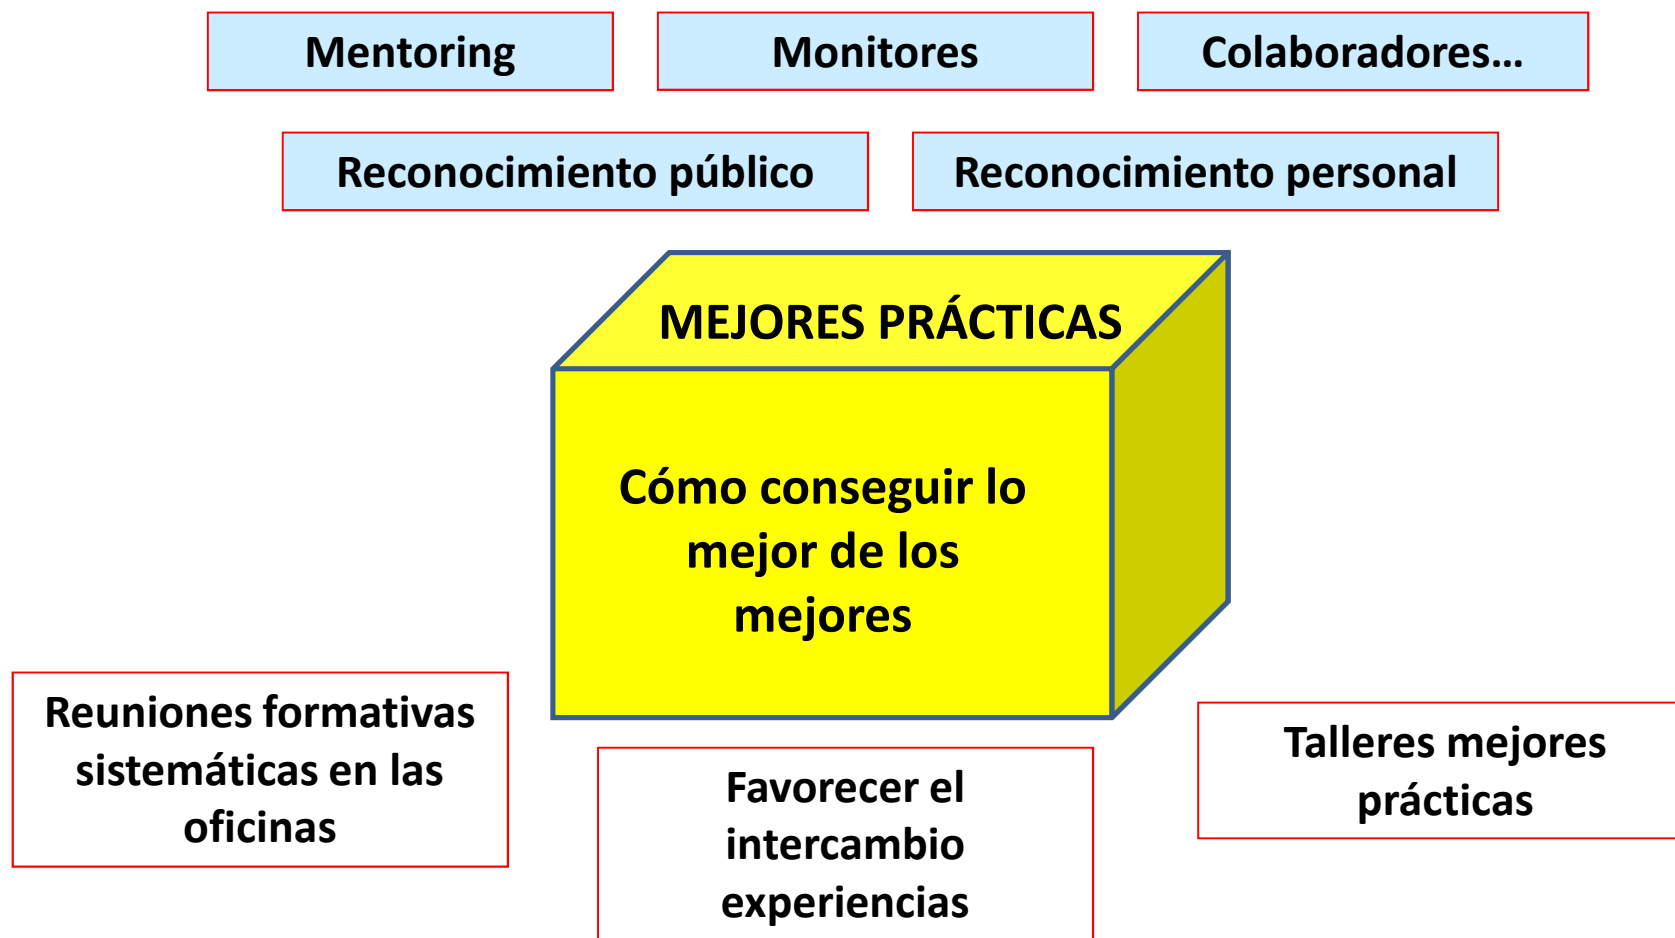 Mentoring
Monitores
Colaboradores...
Reconocimiento público
Reconocimiento personal
MEJORES PRÁCTICAS
Cómo conseguir lo
mejor de los
mejores
Reuniones formativas
sistemáticas en las
oficinas
Favorecer el
intercambio
experiencias
Talleres mejores
prácticas